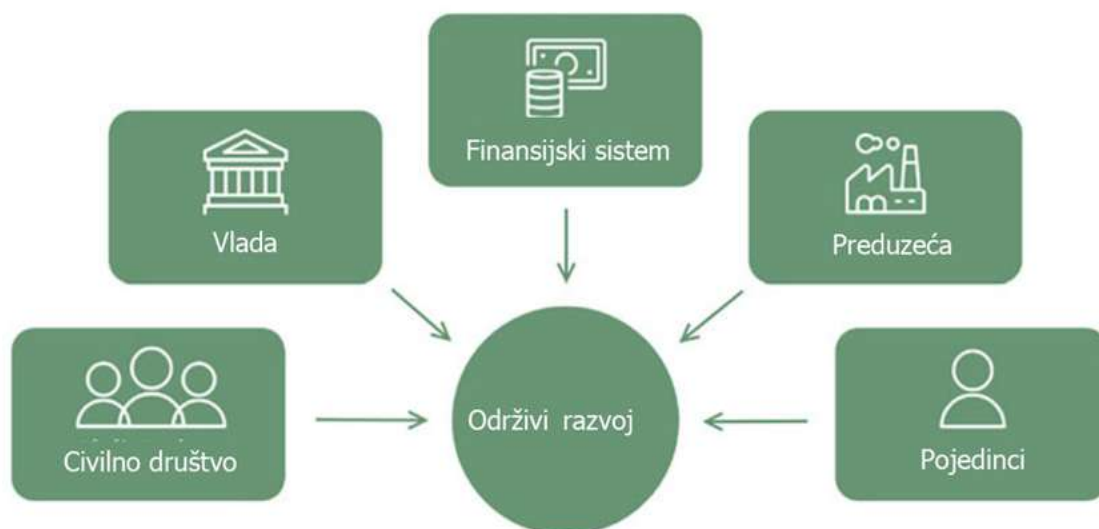 Finansijski sistem
Vlada
Preduzeća
Civilno društvo
Održivi razvoj
Pojedinci